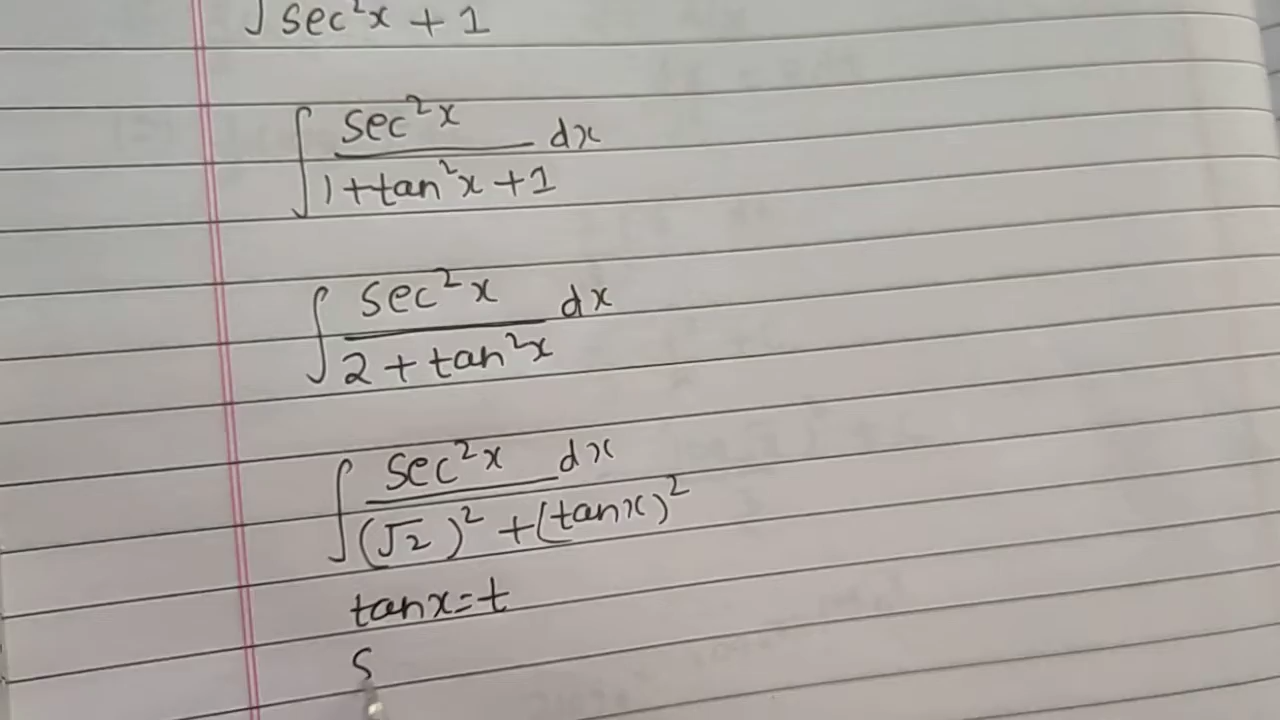 ∫ sec²x + 1
∫ sec²x / 1+tan²x+1 dx
∫ sec²x / 2+tan²x dx
∫ sec²x / (√2)²+(tanx)² dx
tanx=t
S